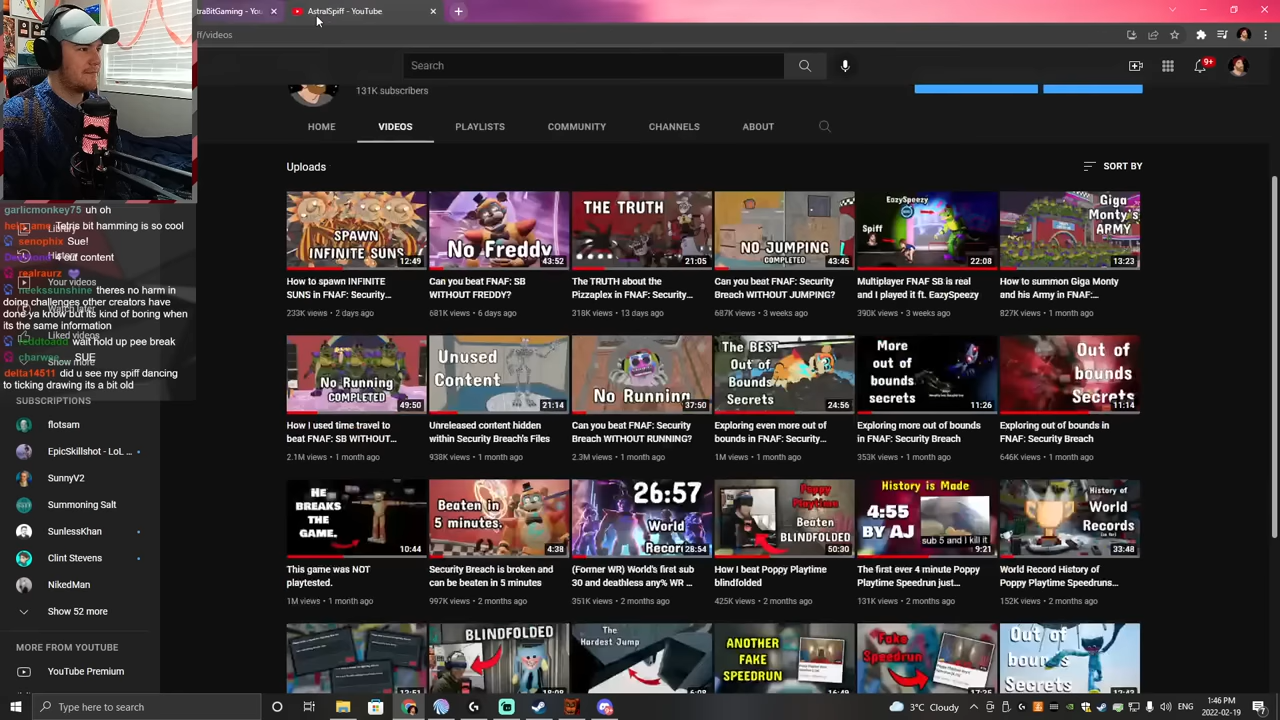 traBitGaming - You
AstralSpiff - YouTube
ff/videos
Search
9+
131K subscribers
HOME
VIDEOS
PLAYLISTS
COMMUNITY
CHANNELS
ABOUT
Uploads
SORT BY
SPAWN
INFINITE SUNS
12:49
No Freddy
43:52
THE TRUTH
21:05
NO JUMPING
COMPLETED
43:45
EazySpeezy
Spiff
22:08
Giga
Monty's
ARMY
13:23
How to spawn INFINITE
SUNS in FNAF: Security...
233K views • 2 days ago
Can you beat FNAF: SB
WITHOUT FREDDY?
681K views • 6 days ago
The TRUTH about the
Pizzaplex in FNAF: Security...
318K views • 13 days ago
Can you beat FNAF: Security
Breach WITHOUT JUMPING?
687K views • 3 weeks ago
Multiplayer FNAF SB is real
and I played it ft. EazySpeezy
390K views • 3 weeks ago
How to summon Giga Monty
and his Army in FNAF:...
827K views • 1 month ago
No Running
COMPLETED
49:50
Unused
Content
21:14
No Running
37:50
The BEST
Out of
Bounds
Secrets
24:56
More
out of
bounds
secrets
11:26
Out of
bounds
Secrets
11:14
How I used time travel to
beat FNAF: SB WITHOUT...
2.1M views • 1 month ago
Unreleased content hidden
within Security Breach's Files
938K views • 1 month ago
Can you beat FNAF: Security
Breach WITHOUT RUNNING?
2.3M views • 1 month ago
Exploring even more out of
bounds in FNAF: Security...
1M views • 1 month ago
Exploring more out of bounds
in FNAF: Security Breach
353K views • 1 month ago
Exploring out of bounds in
FNAF: Security Breach
646K views • 1 month ago
HE
BREAKS
THE
GAME.
10:44
Beaten in
5 minutes.
4:38
26:57
World
Record
28:54
Poppy
Playtime
Beaten
BLINDFOLDED
50:30
History is Made
4:55
BY AJ
sub 5 and I kill it
9:21
History of
World
Records
33:48
This game was NOT
playtested.
1M views • 1 month ago
Security Breach is broken and
can be beaten in 5 minutes
997K views • 2 months ago
(Former WR) World's first sub
30 and deathless any% WR ...
351K views • 2 months ago
How I beat Poppy Playtime
blindfolded
425K views • 2 months ago
The first ever 4 minute Poppy
Playtime Speedrun just...
131K views • 2 months ago
World Record History of
Poppy Playtime Speedruns...
152K views • 2 months ago
BLINDFOLDED
The
Hardest Jump
ANOTHER
FAKE
SPEEDRUN
16:49
Fake
Speedrun
Out of
bounds
Secrets
garlicmonkey75 uh oh
Tetris bit hamming is so cool
senophix Sue!
4 out content
realraurz
Your videos
meekssunshine theres no harm in
doing challenges other creators have
done ya know but its kind of boring when
its the same information
Liked videos
wait hold up pee break
SUE
Show more
delta14511 did u see my spiff dancing
to ticking drawing its a bit old
SUBSCRIPTIONS
flotsam
EpicSkillshot - LoL ...
SunnyV2
Summoning Salt
SunlessKhan
Clint Stevens
NikedMan
Show 52 more
MORE FROM YOUTUBE
YouTube Premium
Type here to search
3°C Cloudy
ENG
1:46 PM
2022-02-19